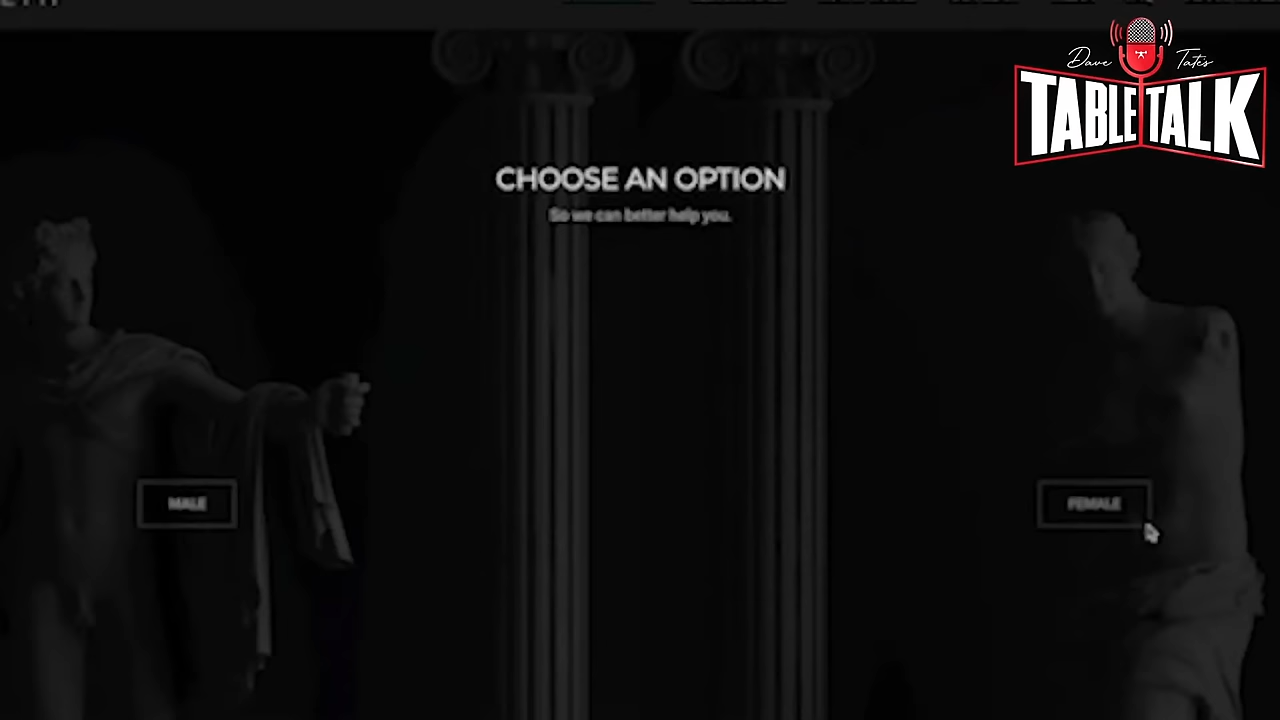 Dave Tate's
TABLE TALK
CHOOSE AN OPTION
So we can better help you.
MALE
FEMALE